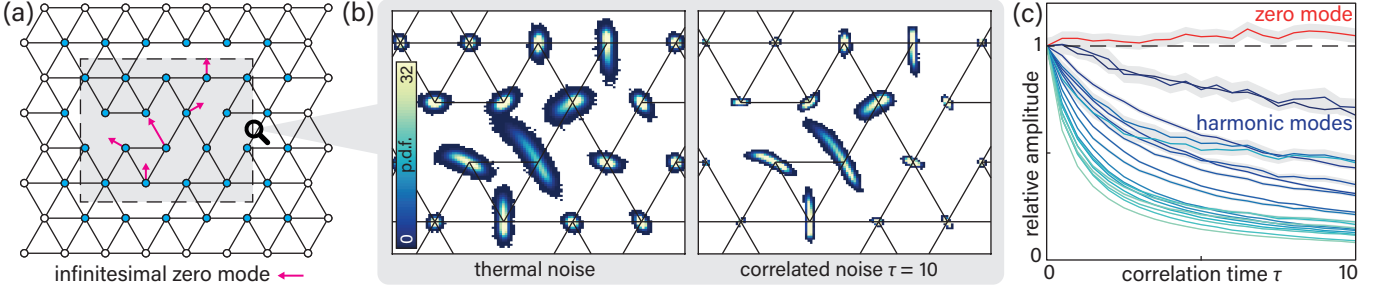 (a)
infinitesimal zero mode
(b)
32
p.d.f.
0
thermal noise
correlated noise τ = 10
(c)
zero mode
harmonic modes
relative amplitude
1
0
0
correlation time τ
10